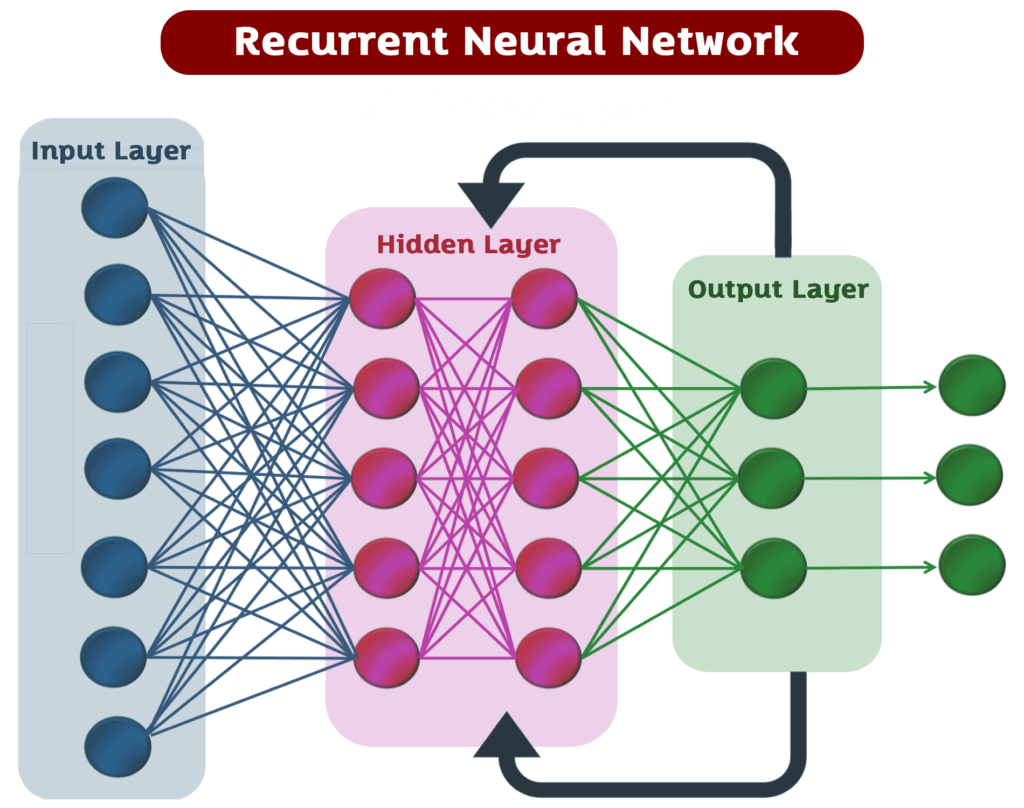 Recurrent Neural Network
Input Layer
Hidden Layer
Output Layer